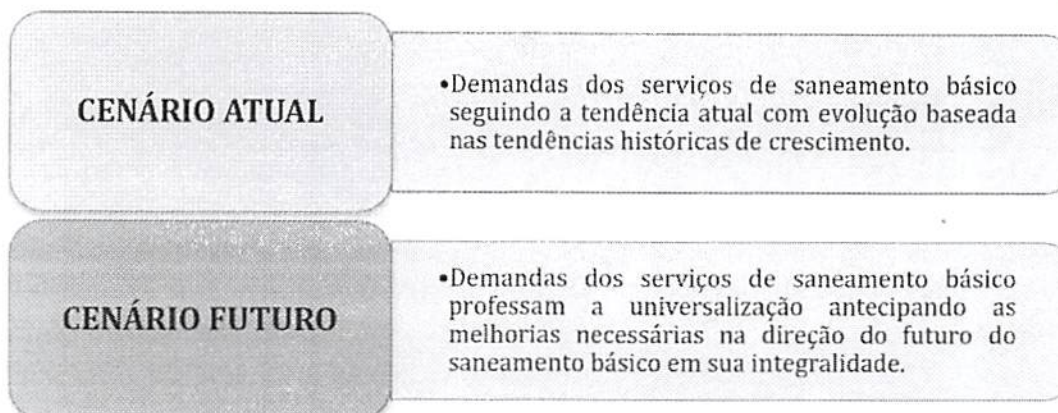 CENÁRIO ATUAL
•Demandas dos serviços de saneamento básico
seguindo a tendência atual com evolução baseada
nas tendências históricas de crescimento.
CENÁRIO FUTURO
•Demandas dos serviços de saneamento básico
professam a universalização antecipando as
melhorias necessárias na direção do futuro do
saneamento básico em sua integralidade.